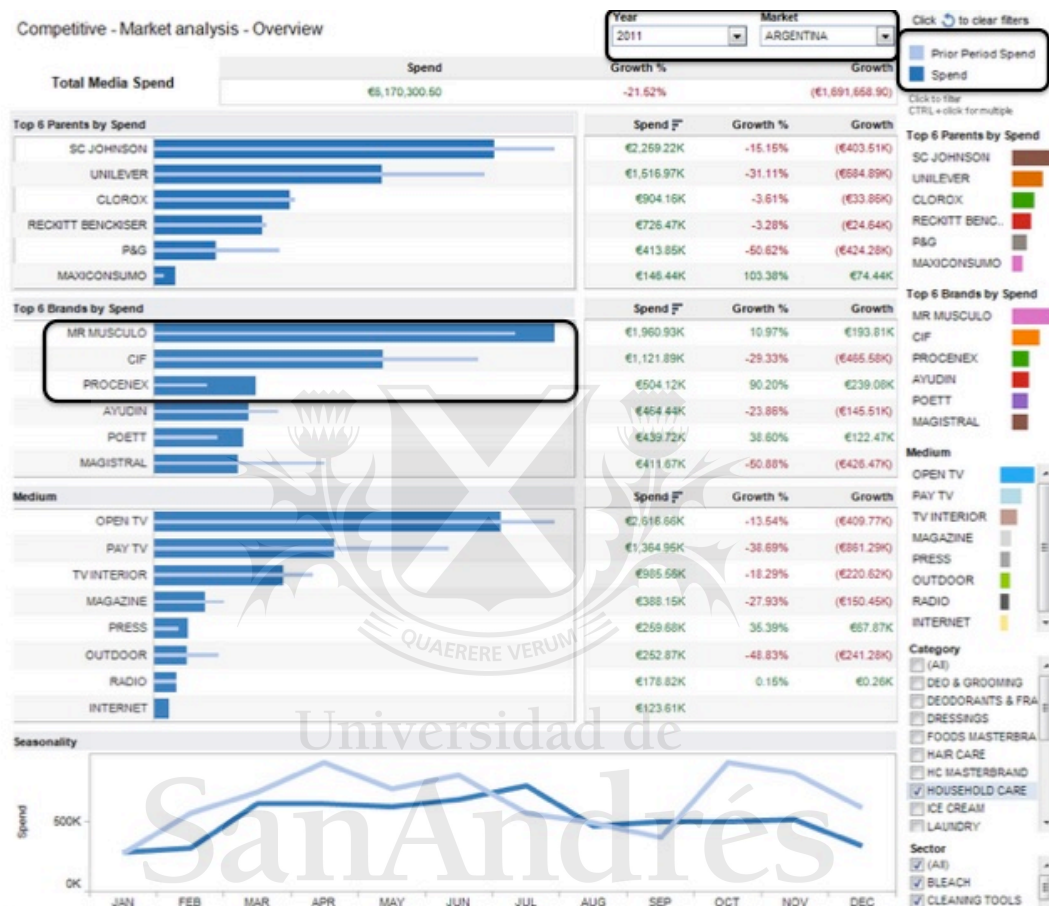 Competitive - Market analysis - Overview
Year
Market
2011
ARGENTINA
Click to clear filters
Prior Period Spend
Spend
Click to filter
CTRL + click for multiple
Total Media Spend
Spend Growth % Growth
€6,170,300.50 -21.52% (€1,691,658.90)
Top 6 Parents by Spend Spend Growth % Growth
SC JOHNSON €2,259.22K -15.15% (€403.51K)
UNILEVER €1,516.97K -31.11% (€684.89K)
CLOROX €904.16K -3.61% (€33.86K)
RECKITT BENCKISER €726.47K -3.28% (€24.64K)
P&G €413.85K -50.62% (€424.28K)
MAXICONSUMO €146.44K 103.38% €74.44K
Top 6 Brands by Spend Spend Growth % Growth
MR MUSCULO €1,960.93K 10.97% €193.81K
CIF €1,121.89K -29.33% (€465.58K)
PROCENEX €504.12K 90.20% €239.08K
AYUDIN €464.44K -23.86% (€145.51K)
POETT €439.72K 38.60% €122.47K
MAGISTRAL €411.67K -50.88% (€426.47K)
Medium Spend Growth % Growth
OPEN TV €2,616.66K -13.54% (€409.77K)
PAY TV €1,364.95K -38.69% (€861.29K)
TV INTERIOR €985.56K -18.29% (€220.62K)
MAGAZINE €388.15K -27.93% (€150.45K)
PRESS €259.68K 35.39% €67.87K
OUTDOOR €252.87K -48.83% (€241.28K)
RADIO €178.82K 0.15% €0.26K
INTERNET €123.61K
Seasonality
Spend
500K
0K
JAN FEB MAR APR MAY JUN JUL AUG SEP OCT NOV DEC
Top 6 Parents by Spend
SC JOHNSON
UNILEVER
CLOROX
RECKITT BENC..
P&G
MAXICONSUMO
Top 6 Brands by Spend
MR MUSCULO
CIF
PROCENEX
AYUDIN
POETT
MAGISTRAL
Medium
OPEN TV
PAY TV
TV INTERIOR
MAGAZINE
PRESS
OUTDOOR
RADIO
INTERNET
Category
(All)
DEO & GROOMING
DEODORANTS & FRA
DRESSINGS
FOODS MASTERBRA
HAIR CARE
HC MASTERBRAND
HOUSEHOLD CARE
ICE CREAM
LAUNDRY
Sector
(All)
BLEACH
CLEANING TOOLS
QUAERERE VERUM
Universidad de
SanAndrés